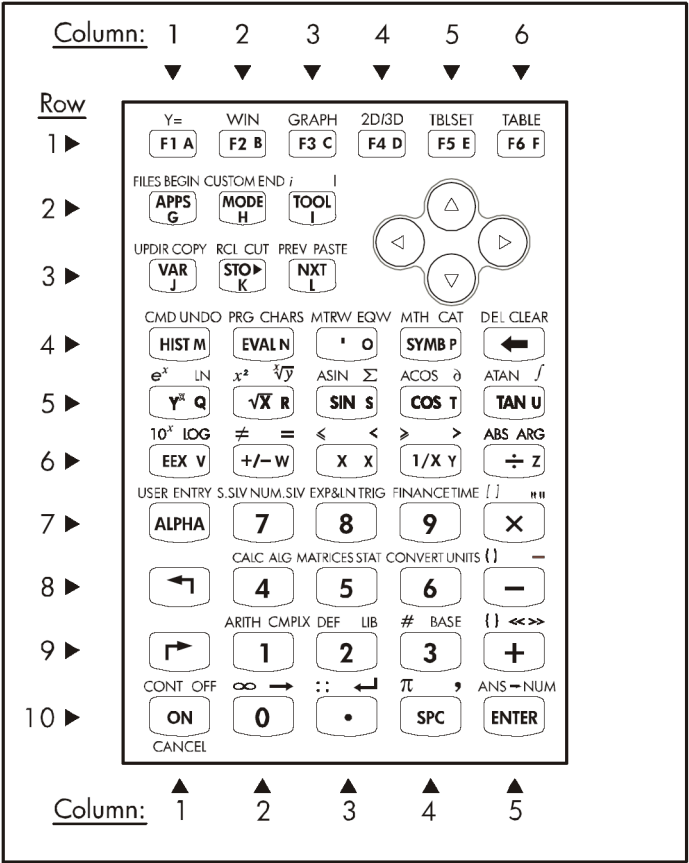 Column: 1 2 3 4 5 6
Row
Y= WIN GRAPH 2D/3D TBLSET TABLE
1 F1 A F2 B F3 C F4 D F5 E F6 F
FILES BEGIN CUSTOM END i |
2 APPS MODE TOOL
G H I
UPDIR COPY RCL CUT PREV PASTE
3 VAR STO▶ NXT
J K L
CMD UNDO PRG CHARS MTRW EQW MTH CAT DEL CLEAR
4 HIST M EVAL N ' O SYMB P
eˣ LN x² ˣ√y ASIN Σ ACOS ∂ ATAN ∫
5 Yˣ Q √X R SIN S COS T TAN U
10ˣ LOG ≠ = ⩽ < ⩾ > ABS ARG
6 EEX V +/− W X X 1/X Y ÷ Z
USER ENTRY S.SLV NUM.SLV EXP&LN TRIG FINANCE TIME [ ] " "
7 ALPHA 7 8 9 ×
CALC ALG MATRICES STAT CONVERT UNITS ( ) −
8 4 5 6 −
ARITH CMPLX DEF LIB # BASE { } <<>>
9 1 2 3 +
CONT OFF ∞ → :: ↵ π , ANS→NUM
10 ON 0 • SPC ENTER
CANCEL
Column: 1 2 3 4 5